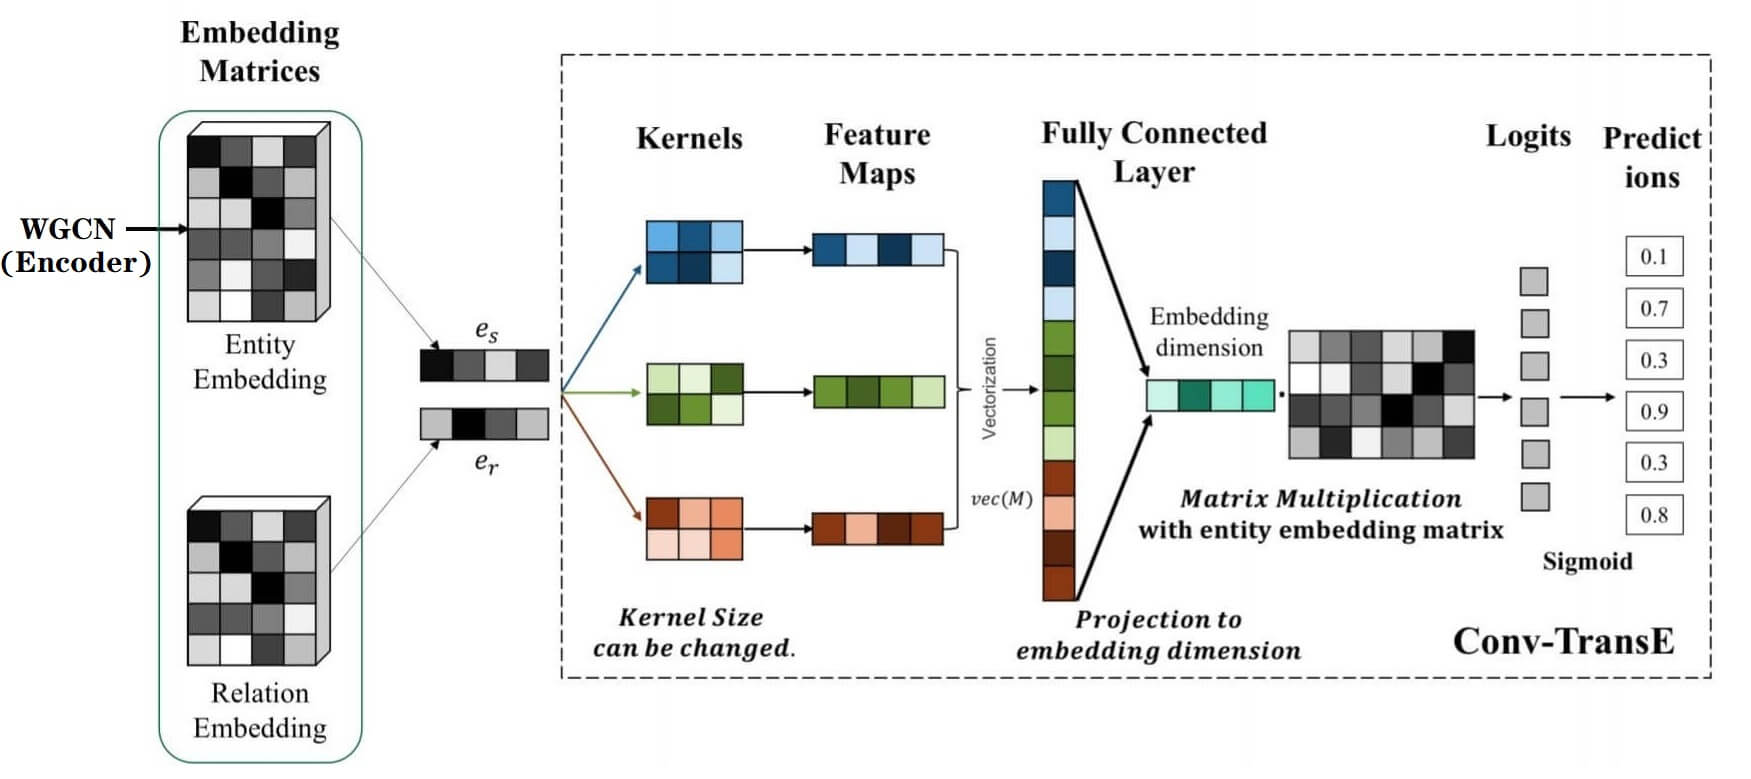 Embedding
Matrices
WGCN
(Encoder)
Entity
Embedding
Relation
Embedding
e_s
e_r
Kernels
Feature
Maps
Fully Connected
Layer
Logits
Predict
ions
Kernel Size
can be changed.
Vectorization
vec(M)
Embedding
dimension
Projection to
embedding dimension
Matrix Multiplication
with entity embedding matrix
Sigmoid
0.1
0.7
0.3
0.9
0.3
0.8
Conv-TransE